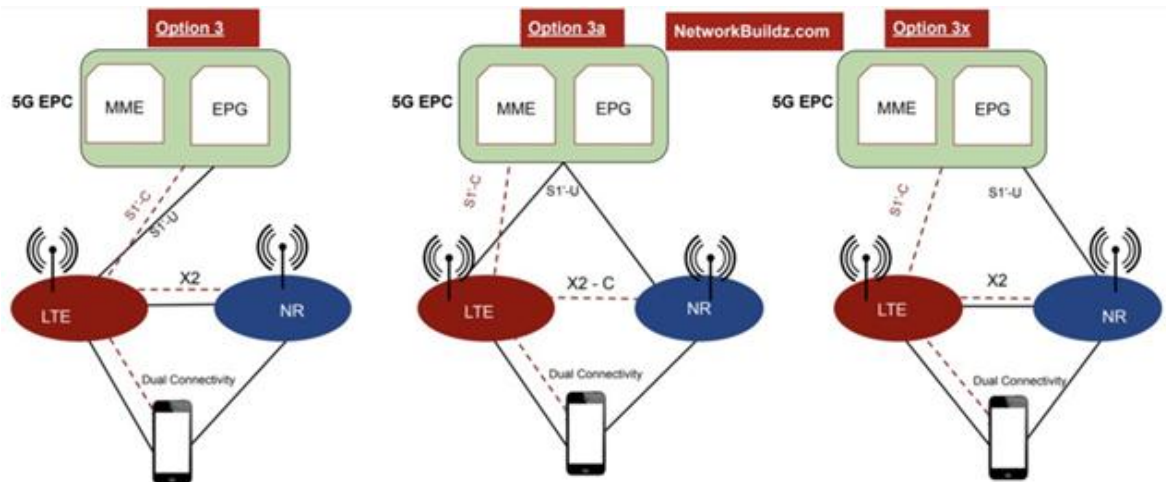 Option 3
5G EPC
MME
EPG
S1'-C
S1'-U
X2
LTE
NR
Dual Connectivity
Option 3a
NetworkBuildz.com
5G EPC
MME
EPG
S1'-C
S1'-U
X2 - C
LTE
NR
Dual Connectivity
Option 3x
5G EPC
MME
EPG
S1'-C
S1'-U
X2
LTE
NR
Dual Connectivity